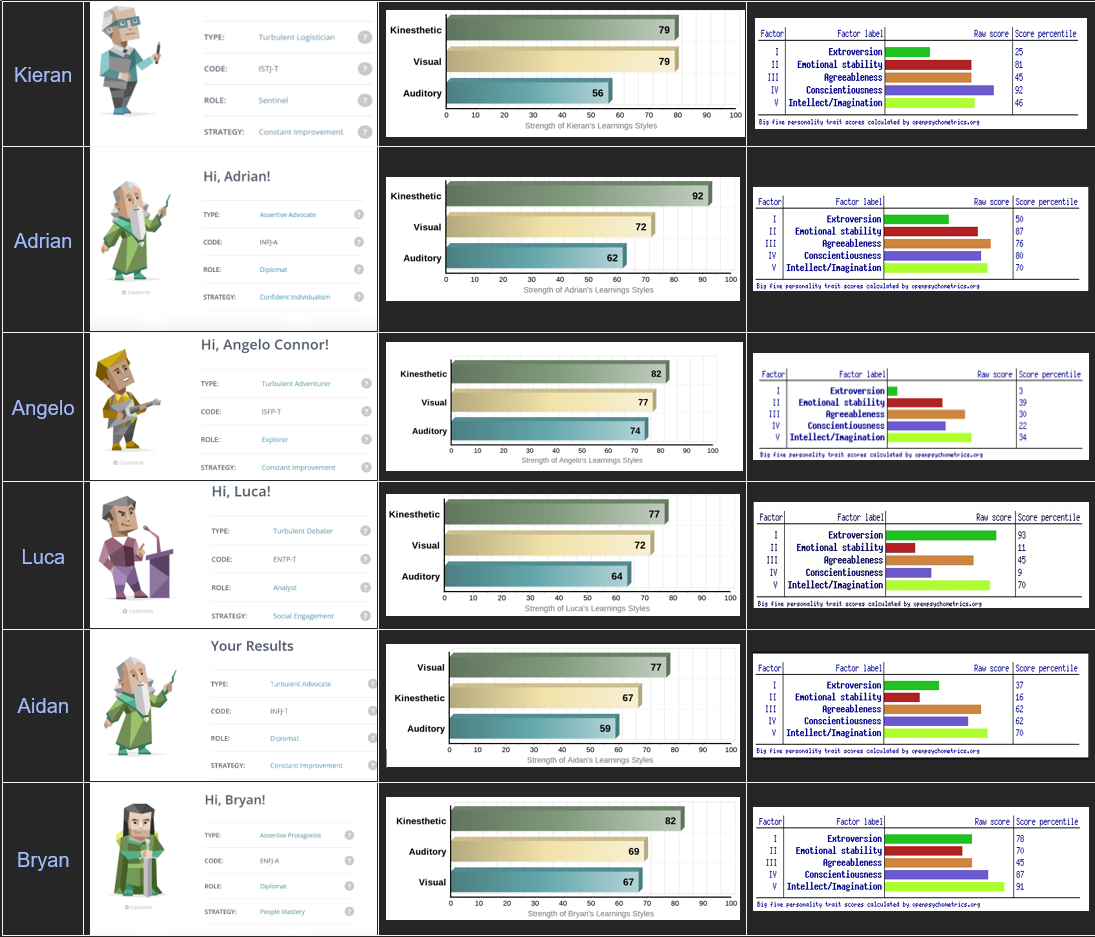 Kieran
TYPE: Turbulent Logistician ?
CODE: ISTJ-T ?
ROLE: Sentinel ?
STRATEGY: Constant Improvement ?
Kinesthetic 79
Visual 79
Auditory 56
0 10 20 30 40 50 60 70 80 90 100
Strength of Kieran's Learnings Styles
Factor Factor label Raw score Score percentile
I Extroversion 25
II Emotional stability 81
III Agreeableness 45
IV Conscientiousness 92
V Intellect/Imagination 46
Big five personality trait scores calculated by openpsychometrics.org
Adrian
Hi, Adrian!
TYPE: Assertive Advocate ?
CODE: INFJ-A ?
ROLE: Diplomat ?
STRATEGY: Confident Individualism ?
Customize
Kinesthetic 92
Visual 72
Auditory 62
0 10 20 30 40 50 60 70 80 90 100
Strength of Adrian's Learnings Styles
Factor Factor label Raw score Score percentile
I Extroversion 50
II Emotional stability 87
III Agreeableness 76
IV Conscientiousness 80
V Intellect/Imagination 70
Big five personality trait scores calculated by openpsychometrics.org
Angelo
Hi, Angelo Connor!
TYPE: Turbulent Adventurer ?
CODE: ISFP-T ?
ROLE: Explorer ?
STRATEGY: Constant Improvement ?
Customize
Kinesthetic 82
Visual 77
Auditory 74
0 10 20 30 40 50 60 70 80 90 100
Strength of Angelo's Learnings Styles
Factor Factor label Raw score Score percentile
I Extroversion 3
II Emotional stability 39
III Agreeableness 30
IV Conscientiousness 22
V Intellect/Imagination 34
Big five personality trait scores calculated by openpsychometrics.org
Luca
Hi, Luca!
TYPE: Turbulent Debater ?
CODE: ENTP-T ?
ROLE: Analyst ?
STRATEGY: Social Engagement ?
Customize
Kinesthetic 77
Visual 72
Auditory 64
0 10 20 30 40 50 60 70 80 90 100
Strength of Luca's Learnings Styles
Factor Factor label Raw score Score percentile
I Extroversion 93
II Emotional stability 11
III Agreeableness 45
IV Conscientiousness 9
V Intellect/Imagination 70
Big five personality trait scores calculated by openpsychometrics.org
Aidan
Your Results
TYPE: Turbulent Advocate ?
CODE: INFJ-T ?
ROLE: Diplomat ?
STRATEGY: Constant Improvement ?
Visual 77
Kinesthetic 67
Auditory 59
0 10 20 30 40 50 60 70 80 90 100
Strength of Aidan's Learnings Styles
Factor Factor label Raw score Score percentile
I Extroversion 37
II Emotional stability 16
III Agreeableness 62
IV Conscientiousness 62
V Intellect/Imagination 70
Big five personality trait scores calculated by openpsychometrics.org
Bryan
Hi, Bryan!
TYPE: Assertive Protagonist ?
CODE: ENFJ-A ?
ROLE: Diplomat ?
STRATEGY: People Mastery ?
Customize
Kinesthetic 82
Auditory 69
Visual 67
0 10 20 30 40 50 60 70 80 90 100
Strength of Bryan's Learnings Styles
Factor Factor label Raw score Score percentile
I Extroversion 78
II Emotional stability 70
III Agreeableness 45
IV Conscientiousness 87
V Intellect/Imagination 91
Big five personality trait scores calculated by openpsychometrics.org